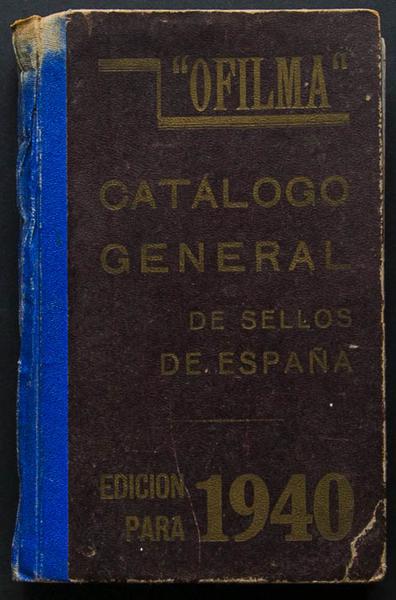 "OFILMA"
CATÁLOGO
GENERAL
DE SELLOS
DE ESPAÑA
EDICION
PARA
1940